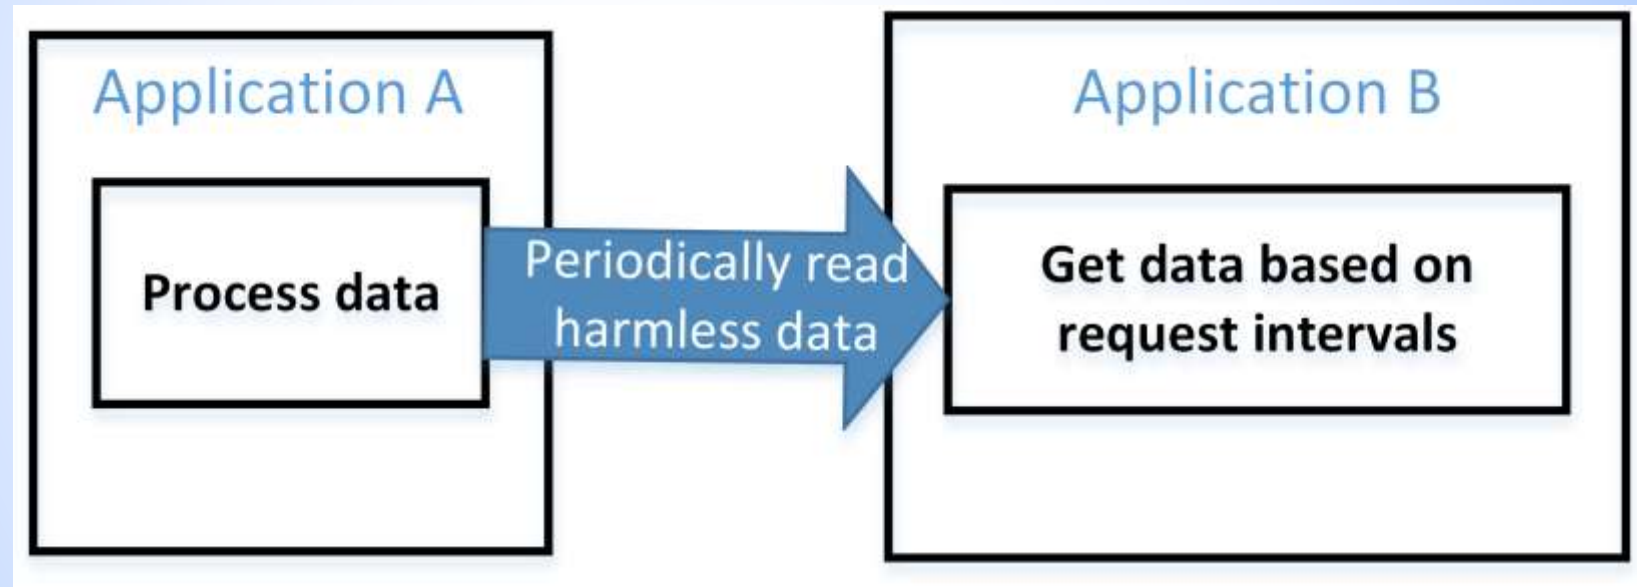 Application A
Process data
Periodically read
harmless data
Application B
Get data based on
request intervals